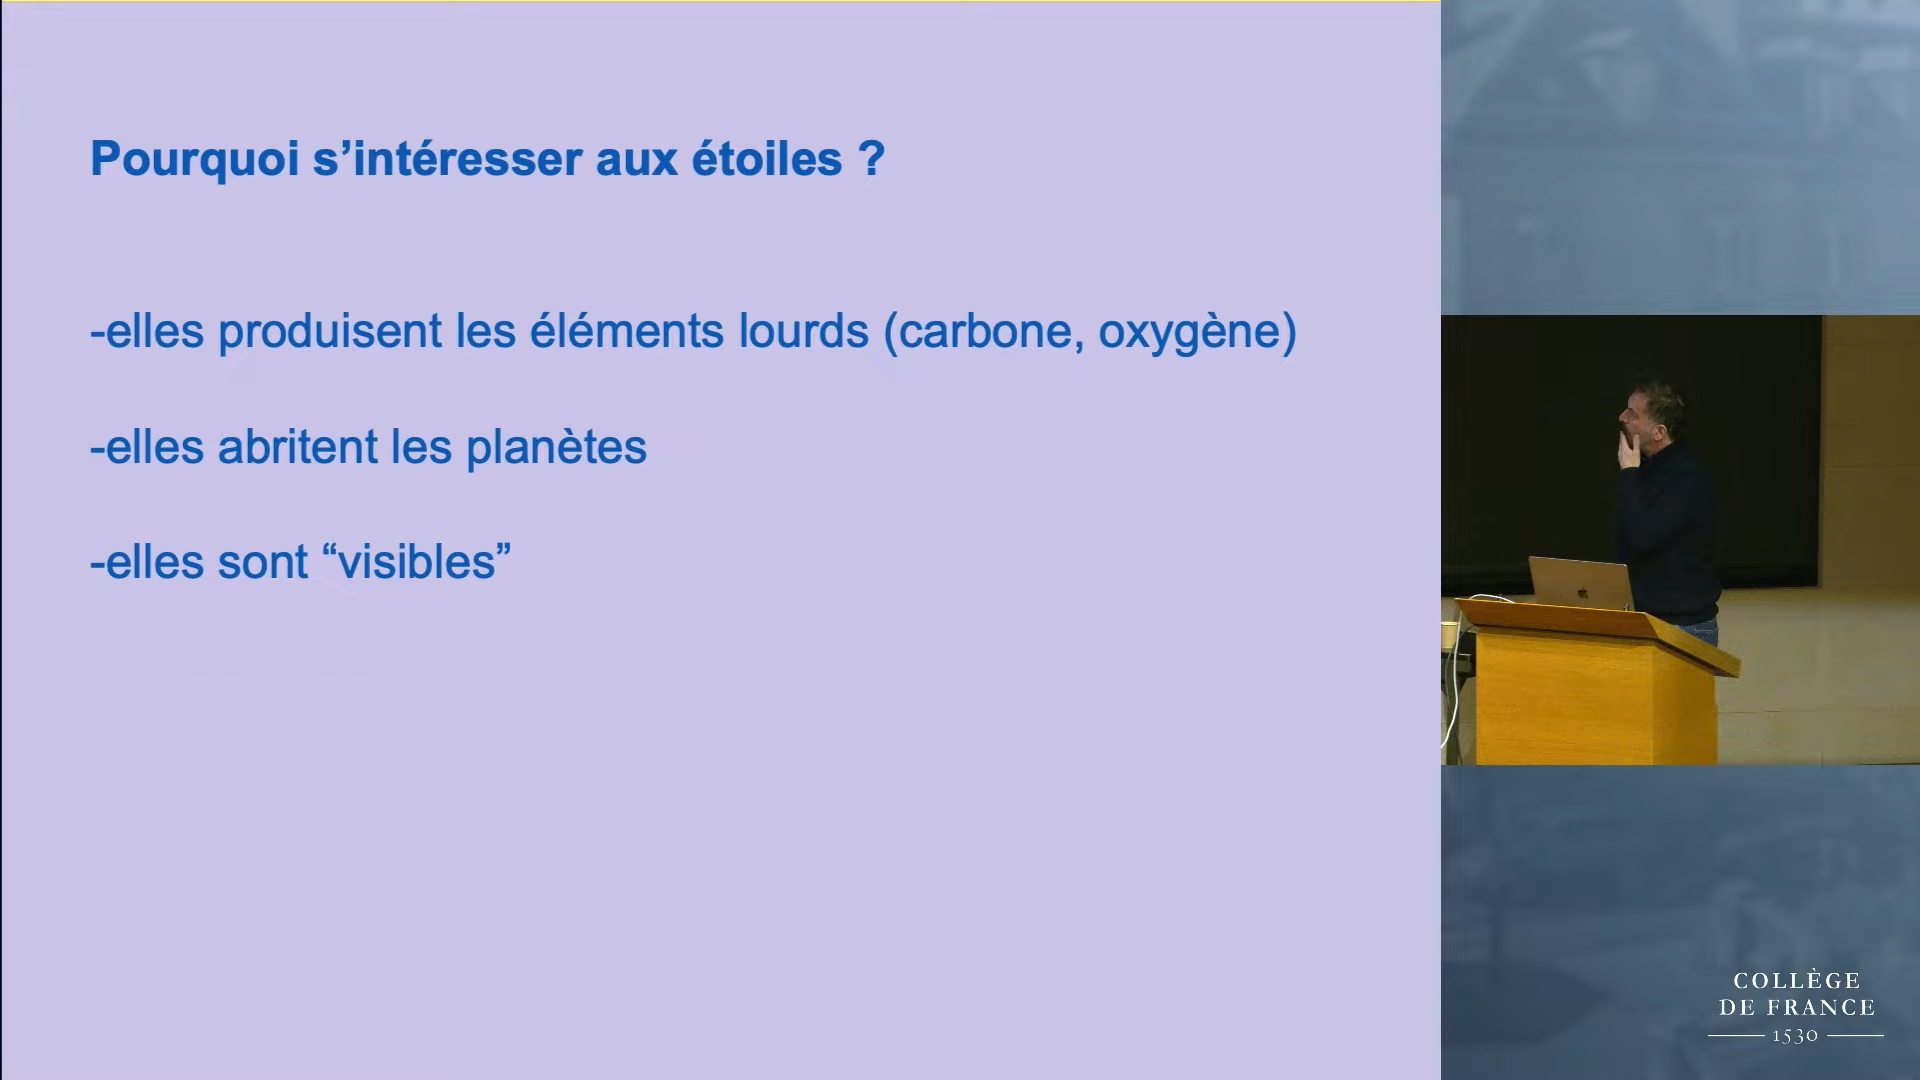 Pourquoi s’intéresser aux étoiles ?
-elles produisent les éléments lourds (carbone, oxygène)
-elles abritent les planètes
-elles sont “visibles”
COLLÈGE
DE FRANCE
1530